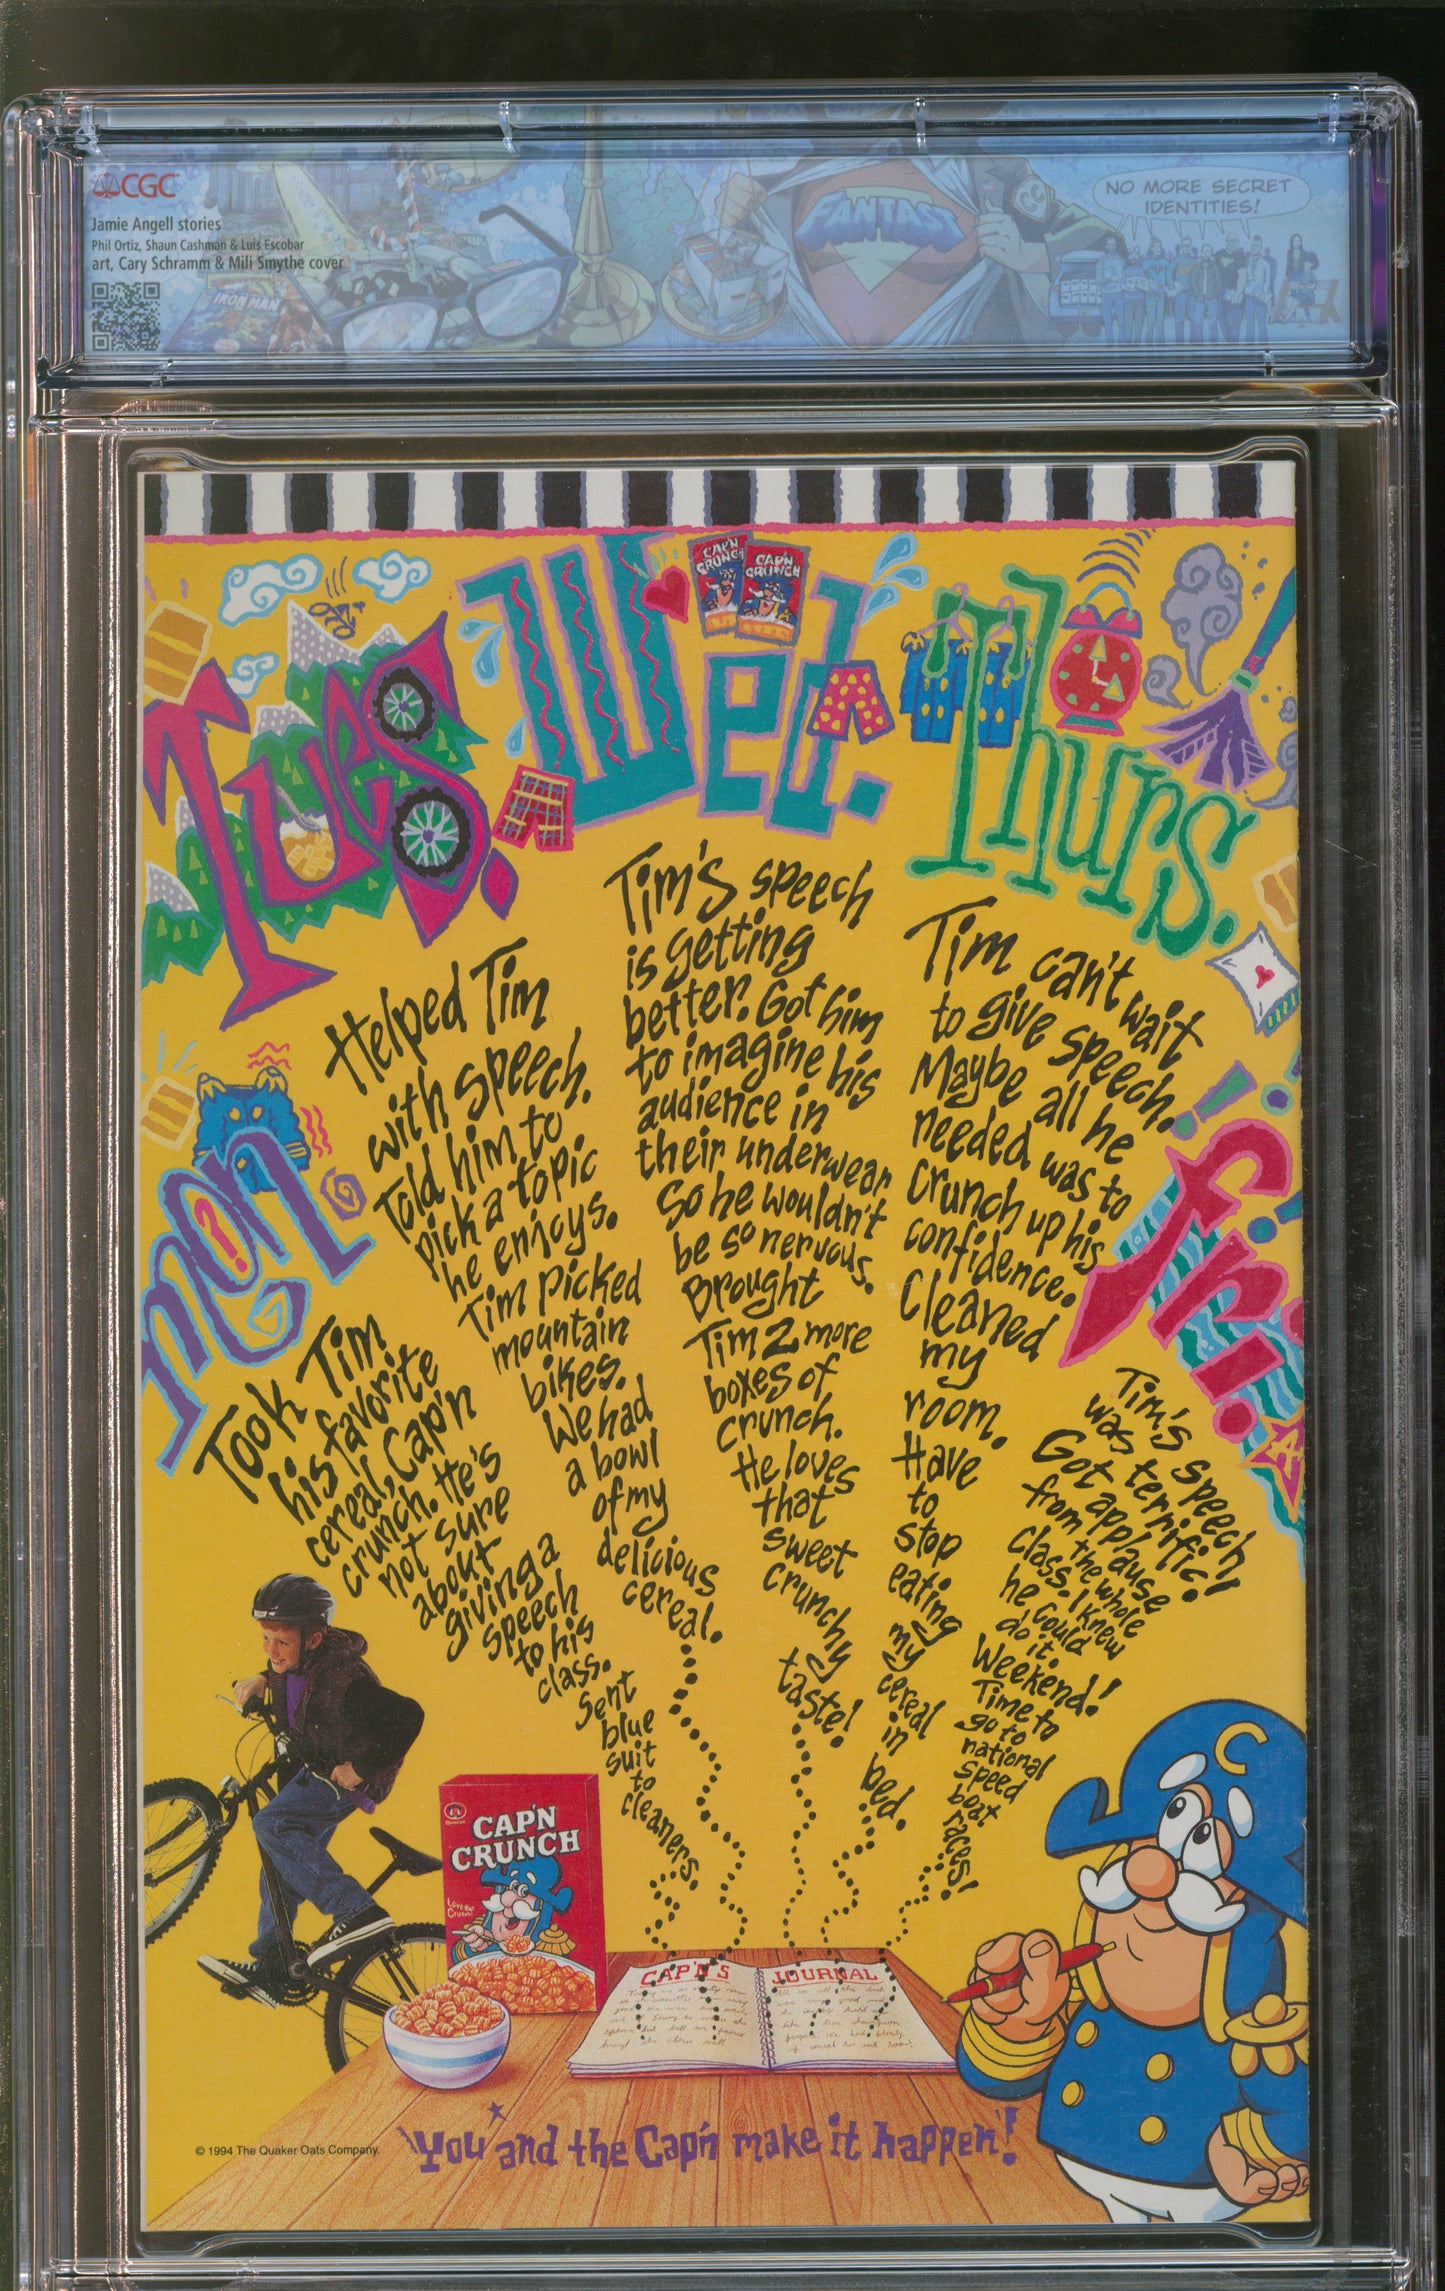 CGC
Jamie Angell stories
Phil Ortiz, Shaun Cashman & Luis Escobar
art, Cary Schramm & Mili Smythe cover
IRON MAN
FANTAST
CC
NO MORE SECRET
IDENTITIES!
mon
Took Tim
his favorite
cereal, Cap'n
crunch. He's
not sure
about
giving a
speech
to his
class.
Sent
blue
suit
to
cleaners.
Tues.
Helped Tim
with speech.
Told him to
pick a topic
he enjoys.
Tim picked
mountain
bikes.
We had
a bowl
of my
delicious
cereal.
Wed.
CAP'N
CRUNCH
CAP'N
CRUNCH
Tim's speech
is getting
better. Got him
to imagine his
audience in
their underwear
So he wouldn't
be so nervous.
Brought
Tim 2 more
boxes of
crunch.
He loves
that
sweet
crunchy
taste!
Thurs.
Tim can't wait
to give speech.
Maybe all he
needed was to
crunch up his
confidence.
Cleaned
my
room.
Have
to
stop
eating
my
cereal
in
bed.
fri.
Tim's speech
was terrific!
Got applause
from the whole
class. I knew
he could
do it.
Weekend!
Time to
go to
national
speed
boat
races!
Quaker
CAP'N
CRUNCH
Love that
Crunch!
CAP'N'S JOURNAL
C
© 1994 The Quaker Oats Company.
You and the Cap'n make it happen!